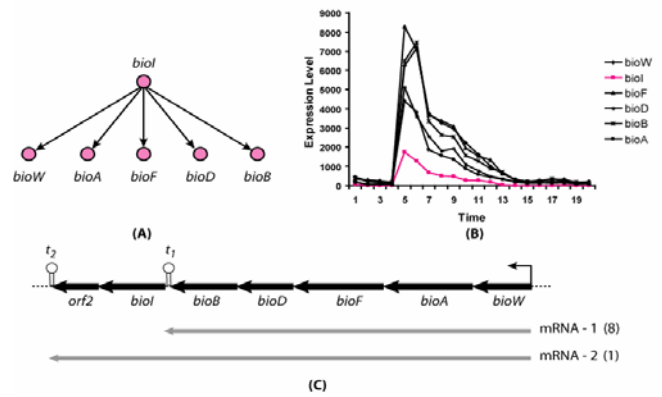 bioI
bioW bioA bioF bioD bioB
(A)
Expression Level
9000
8000
7000
6000
5000
4000
3000
2000
1000
0
1 3 5 7 9 11 13 15 17 19
Time
bioW
bioI
bioF
bioD
bioB
bioA
(B)
t2 t1
orf2 bioI bioB bioD bioF bioA bioW
mRNA - 1 (8)
mRNA - 2 (1)
(C)